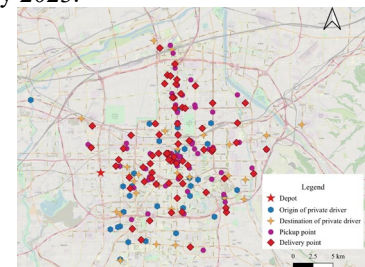 y 2023.
Legend
Depot
Origin of private driver
Destination of private driver
Pickup point
Delivery point
0 2.5 5 km